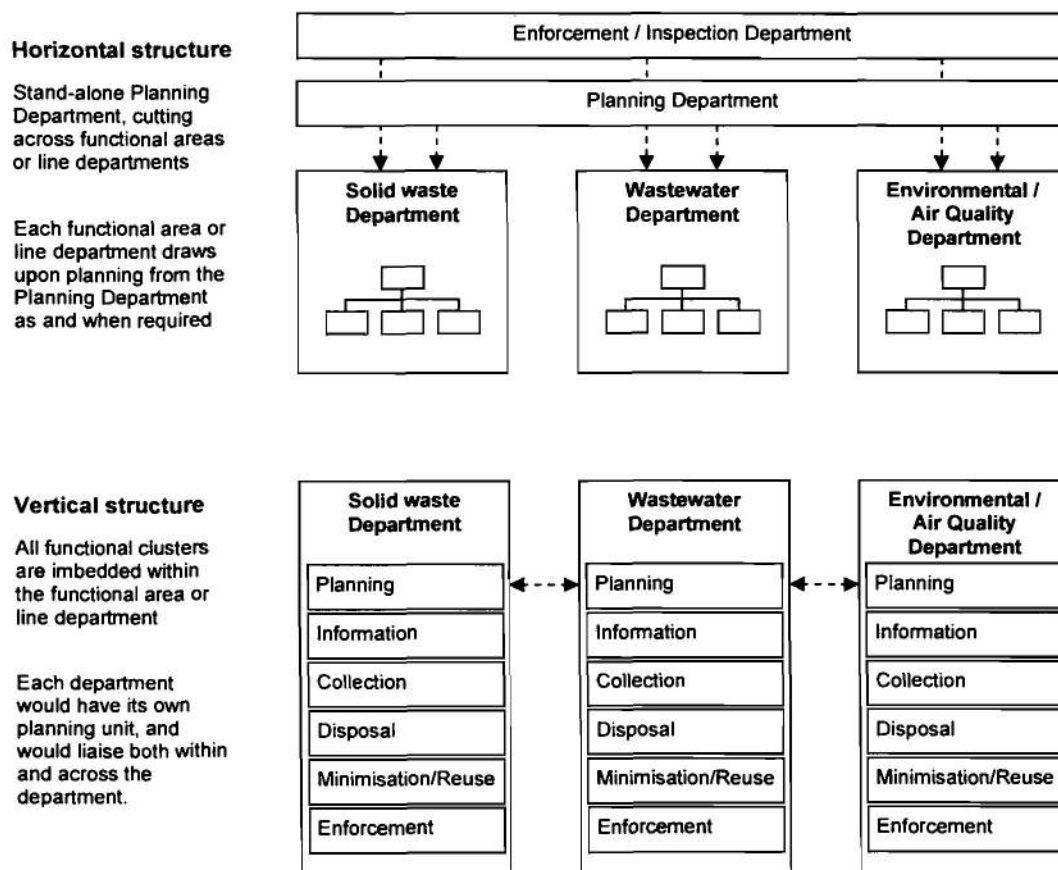 Horizontal structure
Stand-alone Planning
Department, cutting
across functional areas
or line departments
Each functional area or
line department draws
upon planning from the
Planning Department
as and when required
Enforcement / Inspection Department
Planning Department
Solid waste
Department
Wastewater
Department
Environmental /
Air Quality
Department
Vertical structure
All functional clusters
are imbedded within
the functional area or
line department
Each department
would have its own
planning unit, and
would liaise both within
and across the
department.
Solid waste
Department
Planning
Information
Collection
Disposal
Minimisation/Reuse
Enforcement
Wastewater
Department
Planning
Information
Collection
Disposal
Minimisation/Reuse
Enforcement
Environmental /
Air Quality
Department
Planning
Information
Collection
Disposal
Minimisation/Reuse
Enforcement